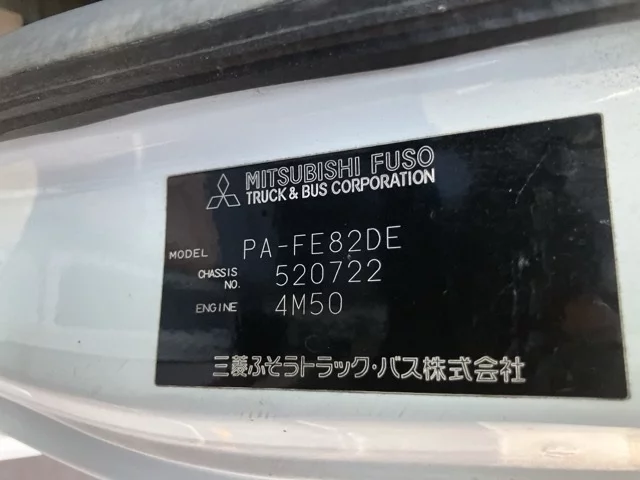 MITSUBISHI FUSO
TRUCK & BUS CORPORATION
MODEL PA-FE82DE
CHASSIS NO. 520722
ENGINE 4M50
三菱ふそうトラック・バス株式会社